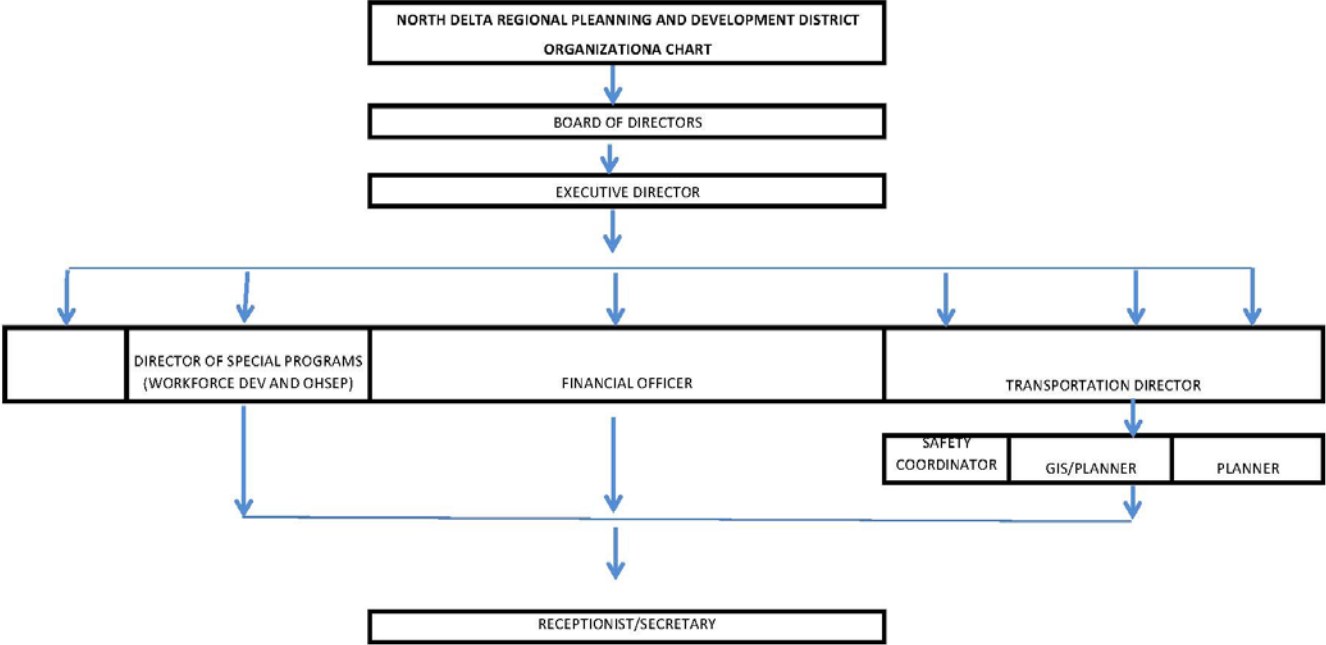 NORTH DELTA REGIONAL PLEANNING AND DEVELOPMENT DISTRICT
ORGANIZATIONA CHART
BOARD OF DIRECTORS
EXECUTIVE DIRECTOR
DIRECTOR OF SPECIAL PROGRAMS
(WORKFORCE DEV AND OHSEP)
FINANCIAL OFFICER
TRANSPORTATION DIRECTOR
SAFETY
COORDINATOR
GIS/PLANNER
PLANNER
RECEPTIONIST/SECRETARY